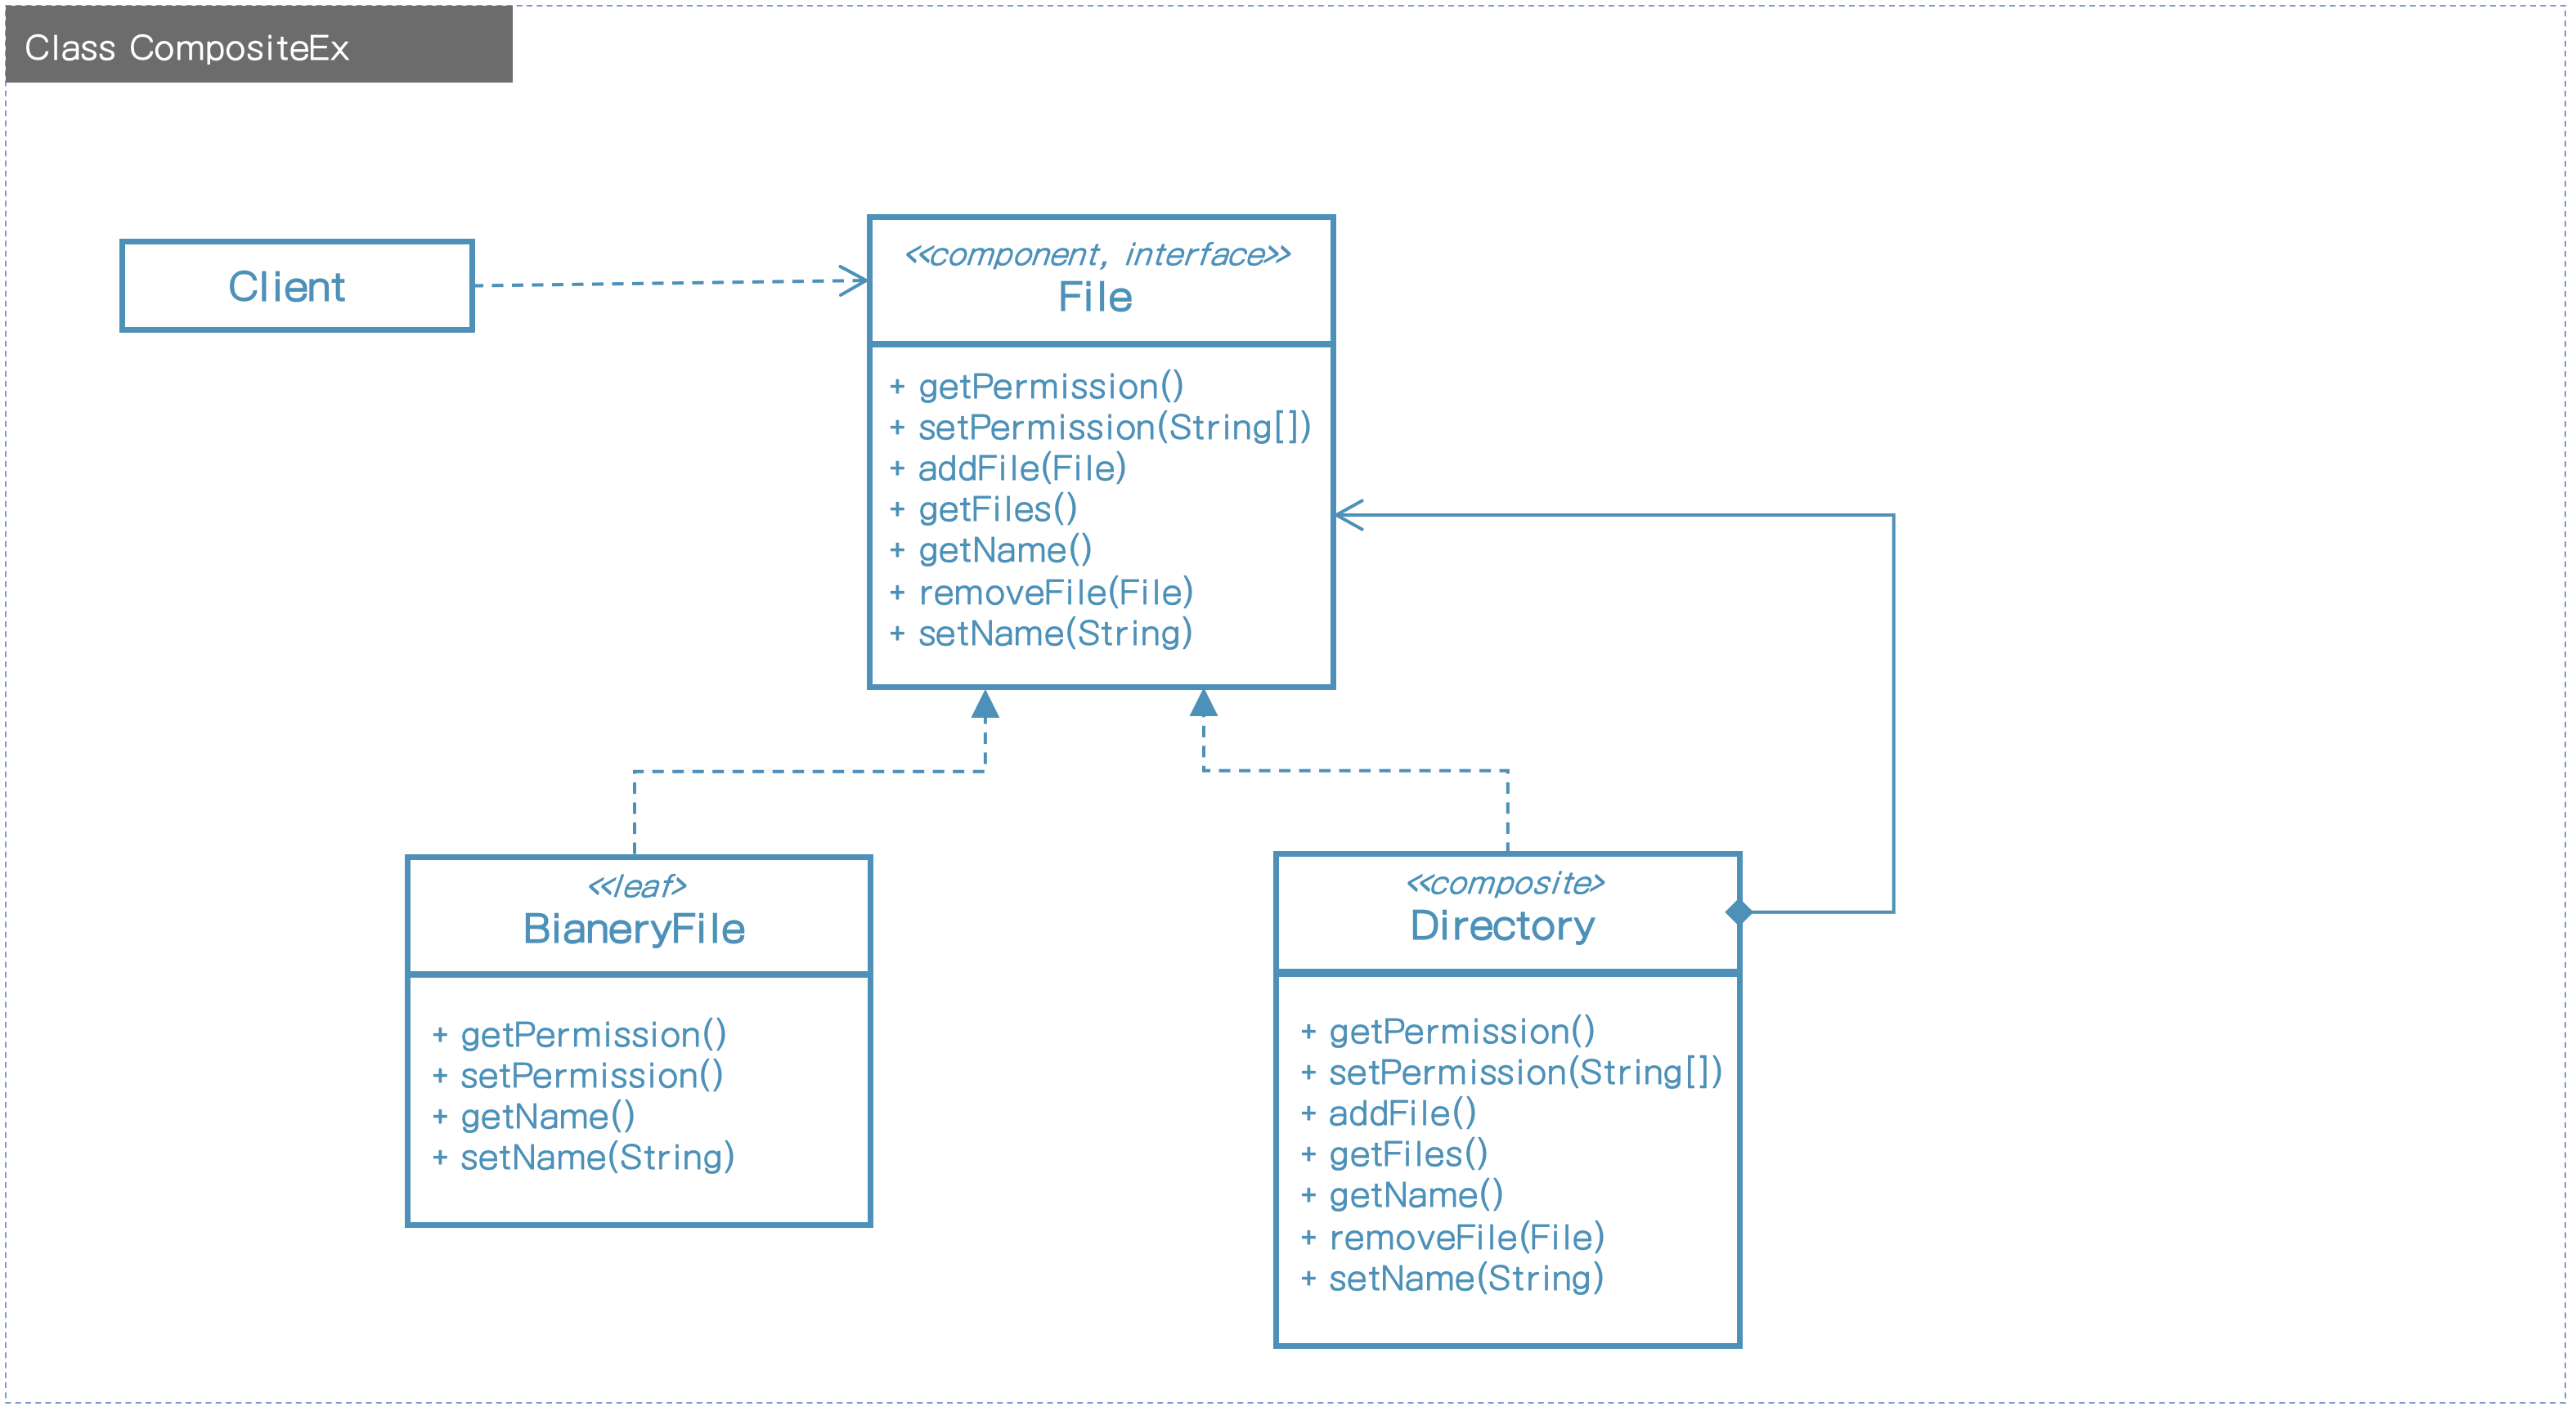 Class CompositeEx
Client
<<component, interface>>
File
+ getPermission()
+ setPermission(String[])
+ addFile(File)
+ getFiles()
+ getName()
+ removeFile(File)
+ setName(String)
<<leaf>
BianeryFile
+ getPermission()
+ setPermission()
+ getName()
+ setName(String)
<<composite>
Directory
+ getPermission()
+ setPermission(String[])
+ addFile()
+ getFiles()
+ getName()
+ removeFile(File)
+ setName(String)